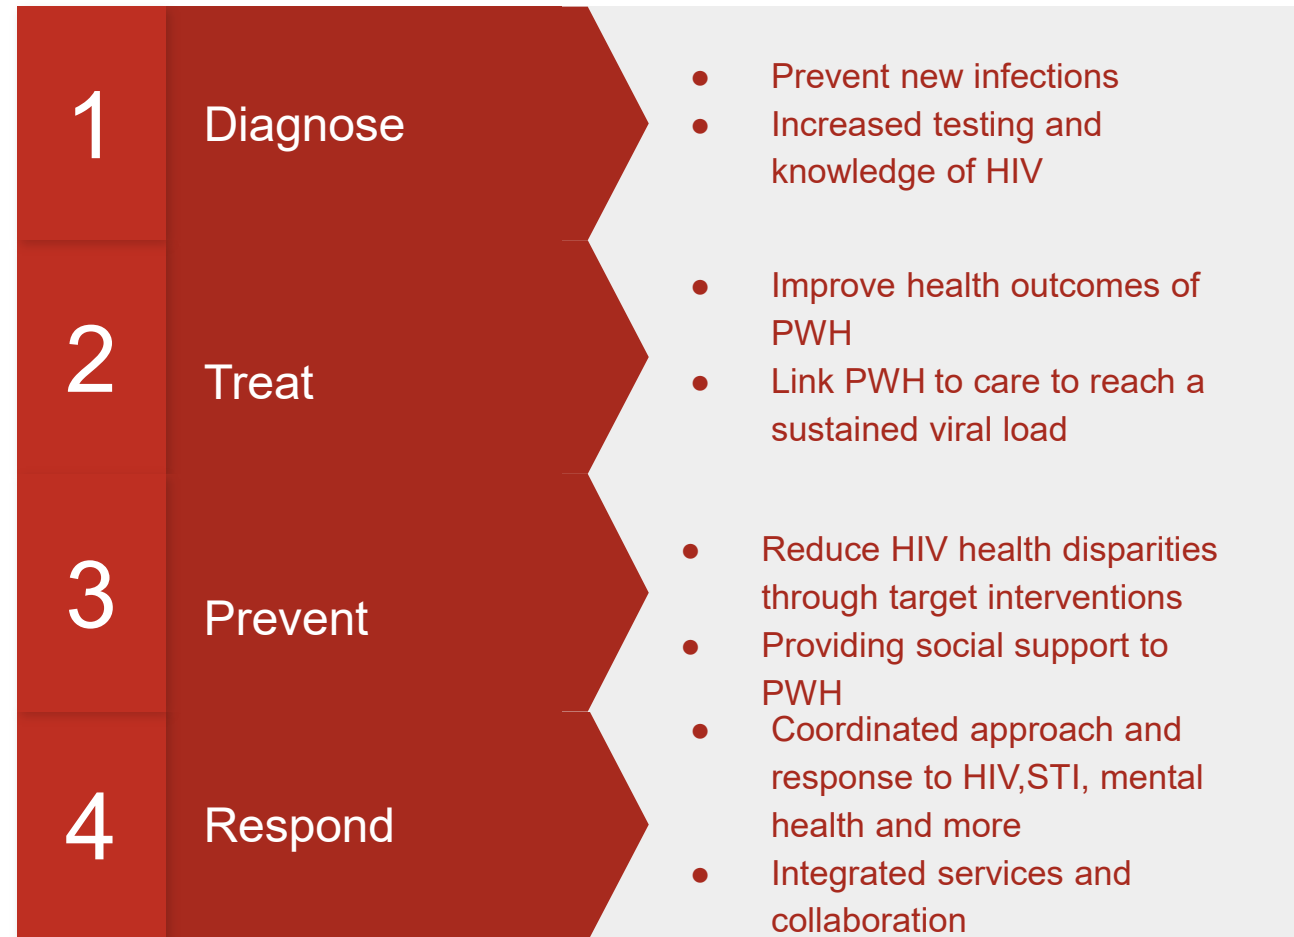 1
Diagnose
● Prevent new infections
● Increased testing and
knowledge of HIV
2
Treat
● Improve health outcomes of
PWH
● Link PWH to care to reach a
sustained viral load
3
Prevent
● Reduce HIV health disparities
through target interventions
● Providing social support to
PWH
4
Respond
● Coordinated approach and
response to HIV,STI, mental
health and more
● Integrated services and
collaboration